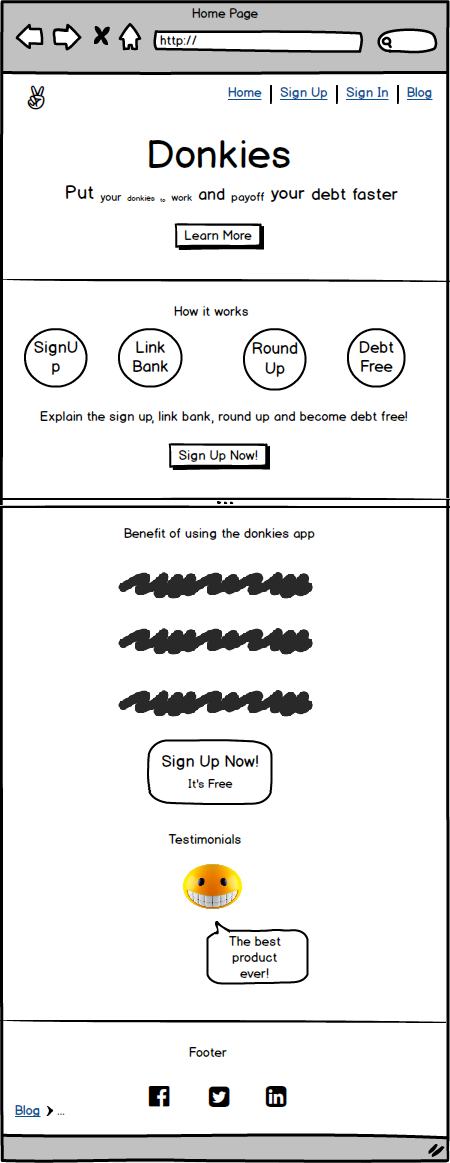 Home Page
http://
Home Sign Up Sign In Blog
Donkies
Put your donkies to work and payoff your debt faster
Learn More
How it works
SignU
p
Link
Bank
Round
Up
Debt
Free
Explain the sign up, link bank, round up and become debt free!
Sign Up Now!
Benefit of using the donkies app
Sign Up Now!
It's Free
Testimonials
The best
product
ever!
Footer
Blog ...